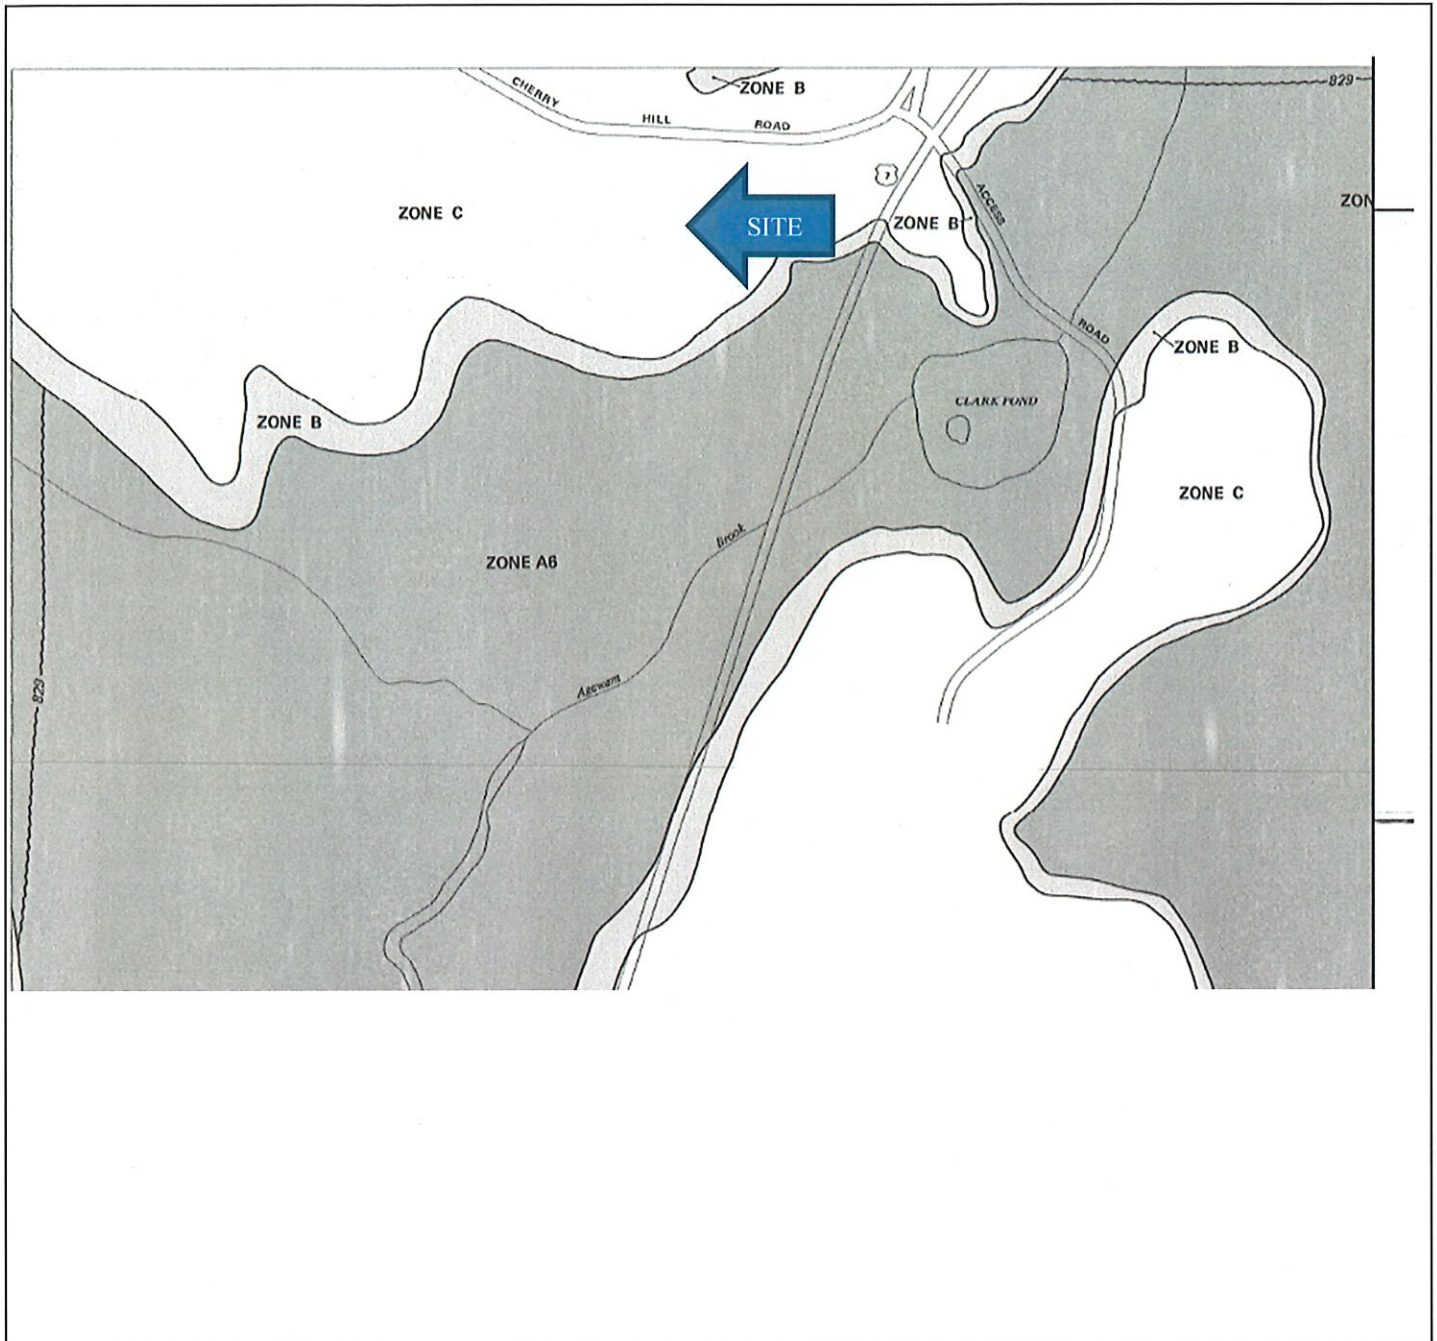 CHERRY
HILL
ROAD
ZONE B
829
7
ACCESS
ROAD
ZON
ZONE C
SITE
ZONE B
ZONE B
CLARK POND
ZONE B
ZONE C
Brook
ZONE A6
Agawam
829